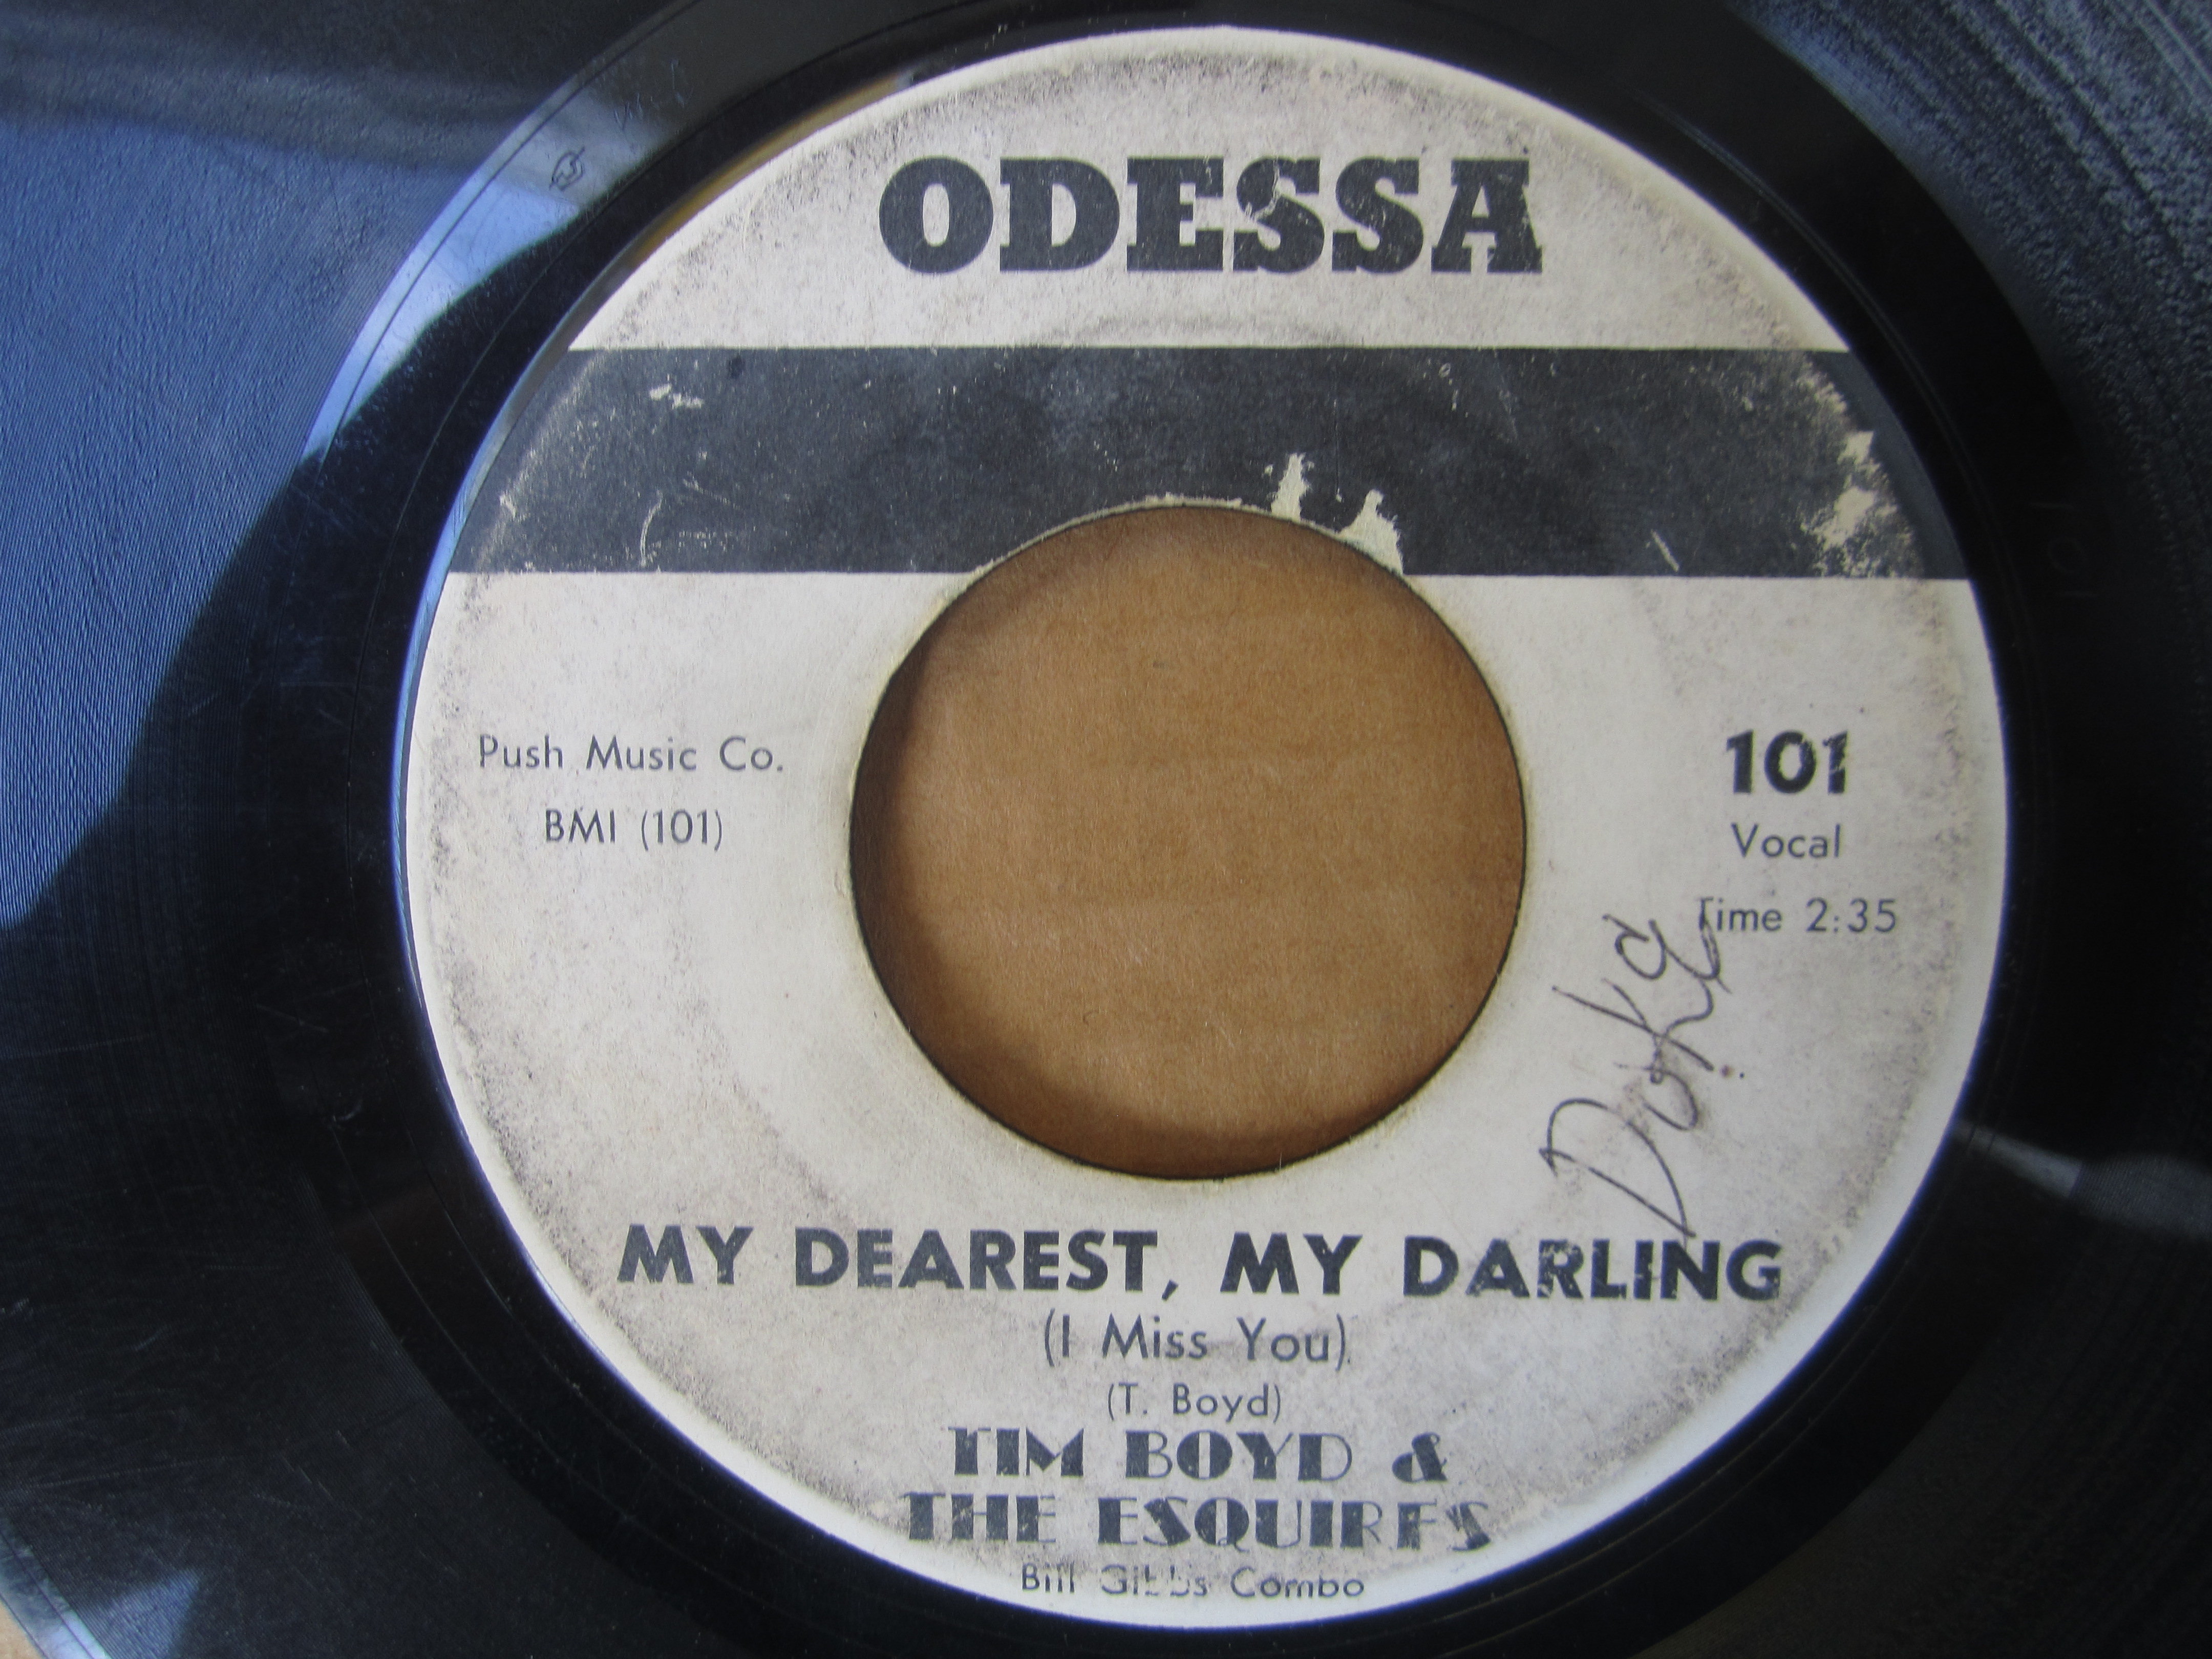 ODESSA
Push Music Co.
BMI (101)
101
Vocal
Time 2:35
MY DEAREST, MY DARLING
(I Miss You)
(T. Boyd)
TIM BOYD &
THE ESQUIRES
Bill Gibbs Combo